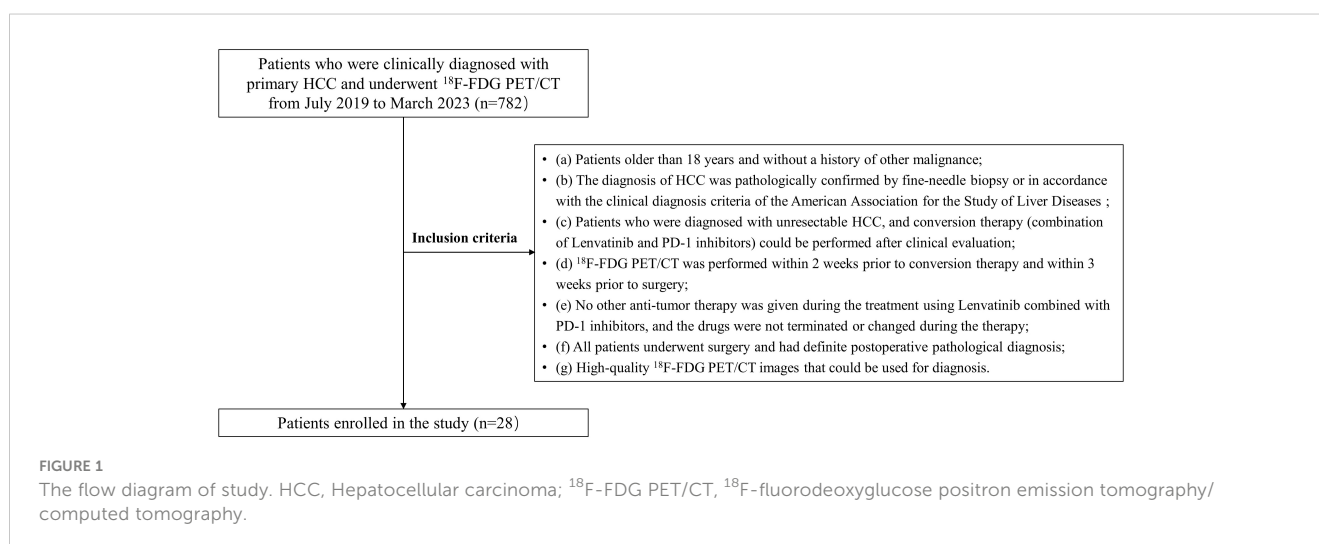 Patients who were clinically diagnosed with
primary HCC and underwent ¹⁸F-FDG PET/CT
from July 2019 to March 2023 (n=782)
Inclusion criteria
• (a) Patients older than 18 years and without a history of other malignance;
• (b) The diagnosis of HCC was pathologically confirmed by fine-needle biopsy or in accordance
with the clinical diagnosis criteria of the American Association for the Study of Liver Diseases ;
• (c) Patients who were diagnosed with unresectable HCC, and conversion therapy (combination
of Lenvatinib and PD-1 inhibitors) could be performed after clinical evaluation;
• (d) ¹⁸F-FDG PET/CT was performed within 2 weeks prior to conversion therapy and within 3
weeks prior to surgery;
• (e) No other anti-tumor therapy was given during the treatment using Lenvatinib combined with
PD-1 inhibitors, and the drugs were not terminated or changed during the therapy;
• (f) All patients underwent surgery and had definite postoperative pathological diagnosis;
• (g) High-quality ¹⁸F-FDG PET/CT images that could be used for diagnosis.
Patients enrolled in the study (n=28)
FIGURE 1
The flow diagram of study. HCC, Hepatocellular carcinoma; ¹⁸F-FDG PET/CT, ¹⁸F-fluorodeoxyglucose positron emission tomography/
computed tomography.